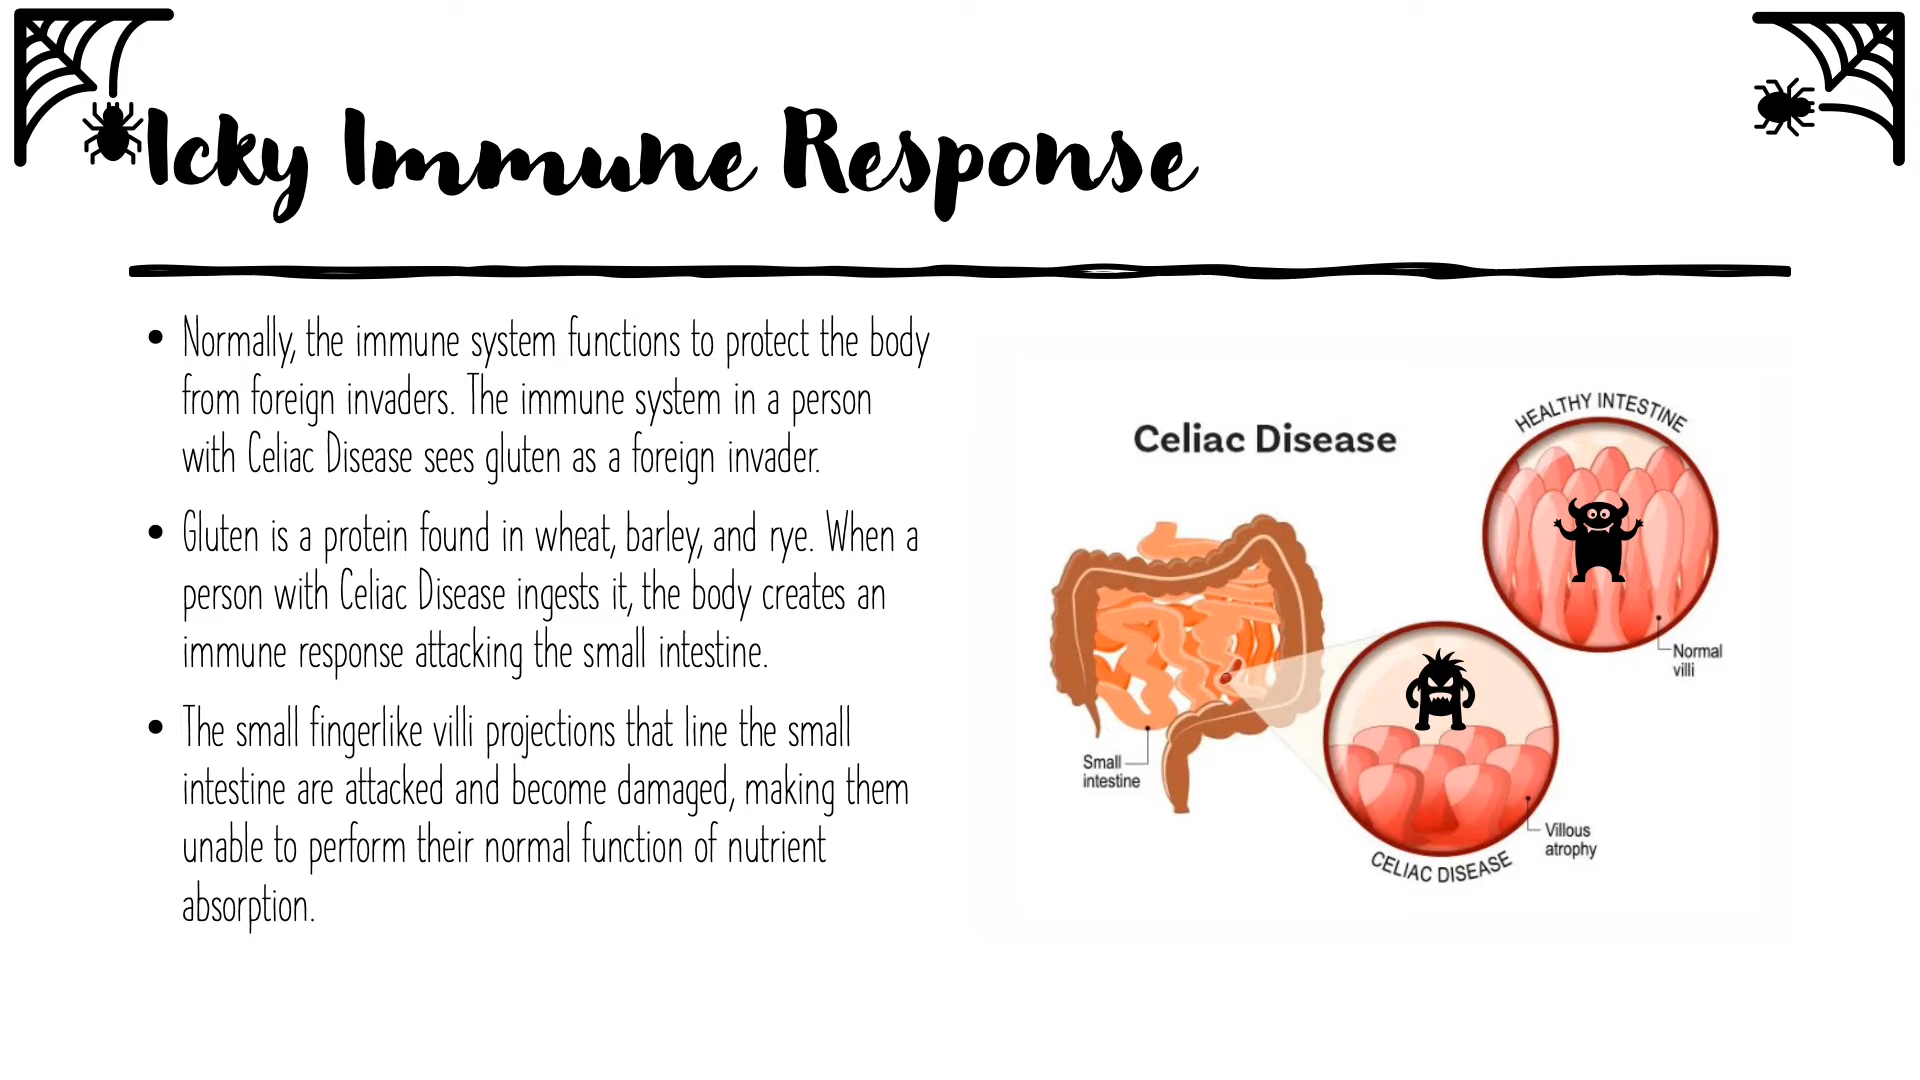 Icky Immune Response
• Normally, the immune system functions to protect the body
from foreign invaders. The immune system in a person
with Celiac Disease sees gluten as a foreign invader.
• Gluten is a protein found in wheat, barley, and rye. When a
person with Celiac Disease ingests it, the body creates an
immune response attacking the small intestine.
• The small fingerlike villi projections that line the small
intestine are attacked and become damaged, making them
unable to perform their normal function of nutrient
absorption.
Celiac Disease
HEALTHY INTESTINE
Normal
villi
Small
intestine
Villous
atrophy
CELIAC DISEASE